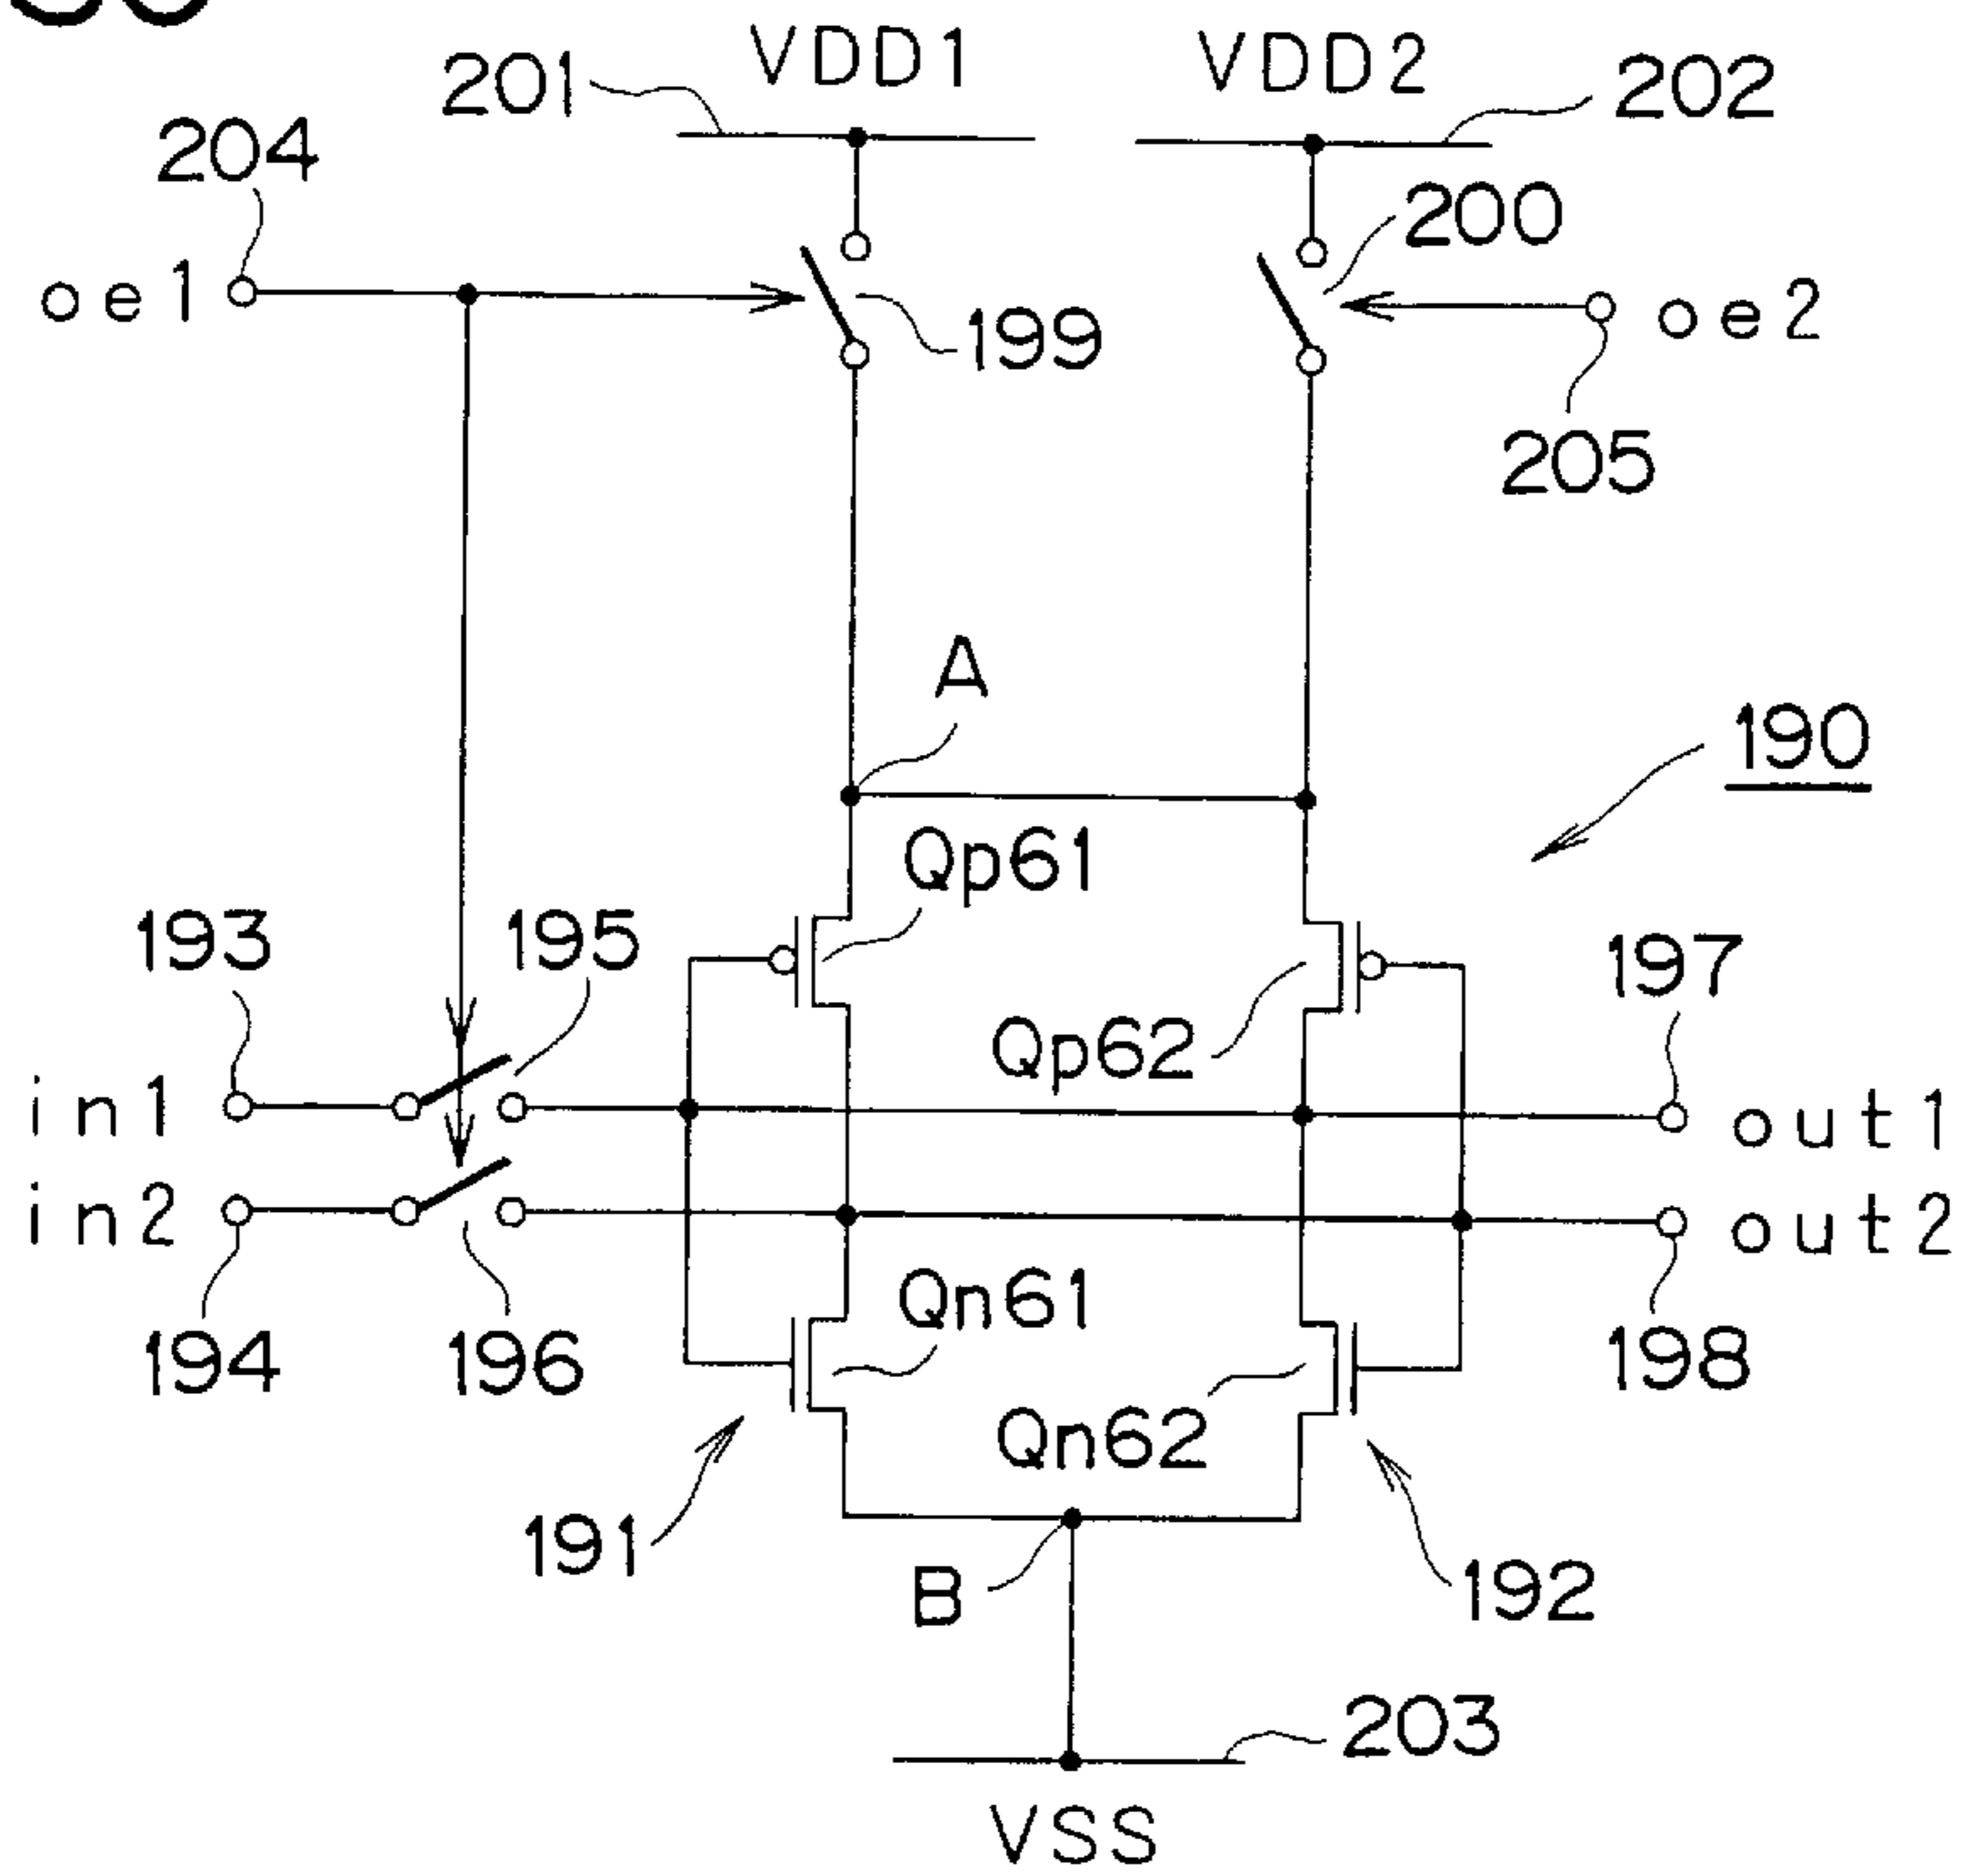 VDD1
VDD2
201
202
204
200
oe1
199
oe2
205
A
190
Qp61
193
195
197
Qp62
in1
out1
in2
out2
Qn61
194
196
198
Qn62
191
B
192
203
VSS